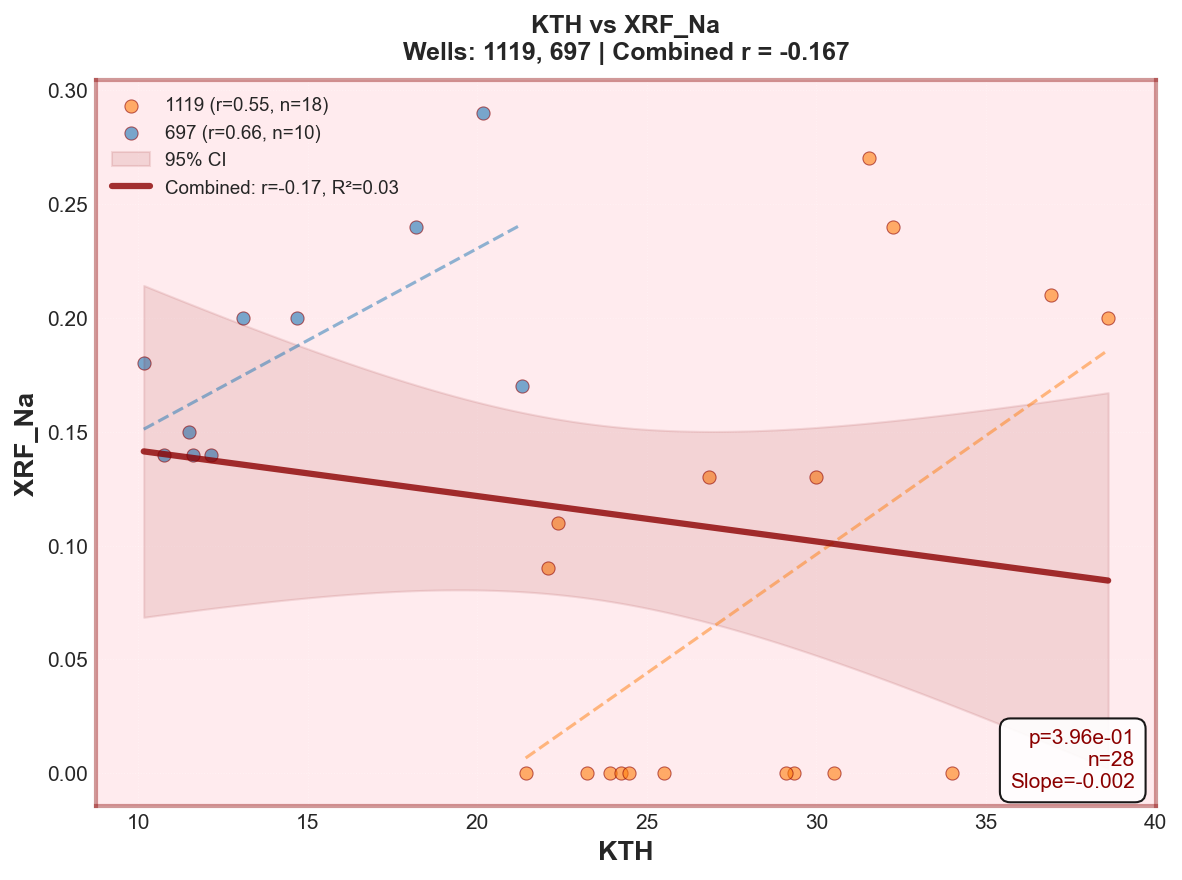 KTH vs XRF_Na
Wells: 1119, 697 | Combined r = -0.167
0.30
0.25
0.20
0.15
0.10
0.05
0.00
XRF_Na
1119 (r=0.55, n=18)
697 (r=0.66, n=10)
95% CI
Combined: r=-0.17, R²=0.03
p=3.96e-01
n=28
Slope=-0.002
10
15
20
25
30
35
40
KTH